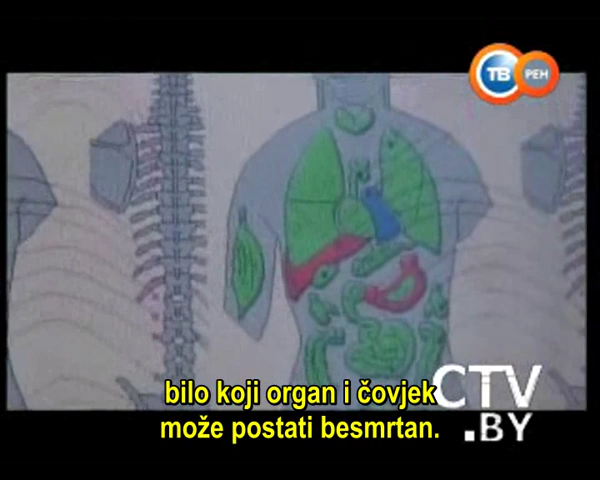 ТВ РЕН
bilo koji organ i čovjek
može postati besmrtan.
CTV
.BY